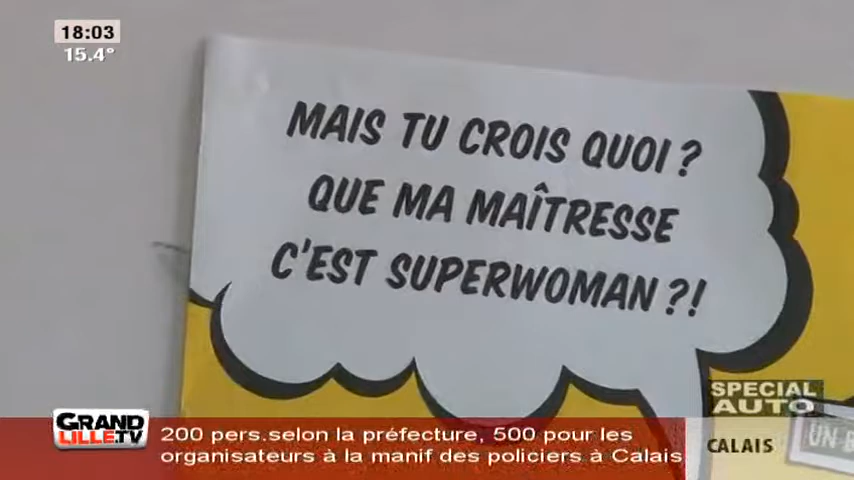 18:03
15.4°
MAIS TU CROIS QUOI ?
QUE MA MAÎTRESSE
C'EST SUPERWOMAN ?!
SPECIAL
AUTO
GRAND
LILLE.TV
200 pers.selon la préfecture, 500 pour les
organisateurs à la manif des policiers à Calais
CALAIS
UN